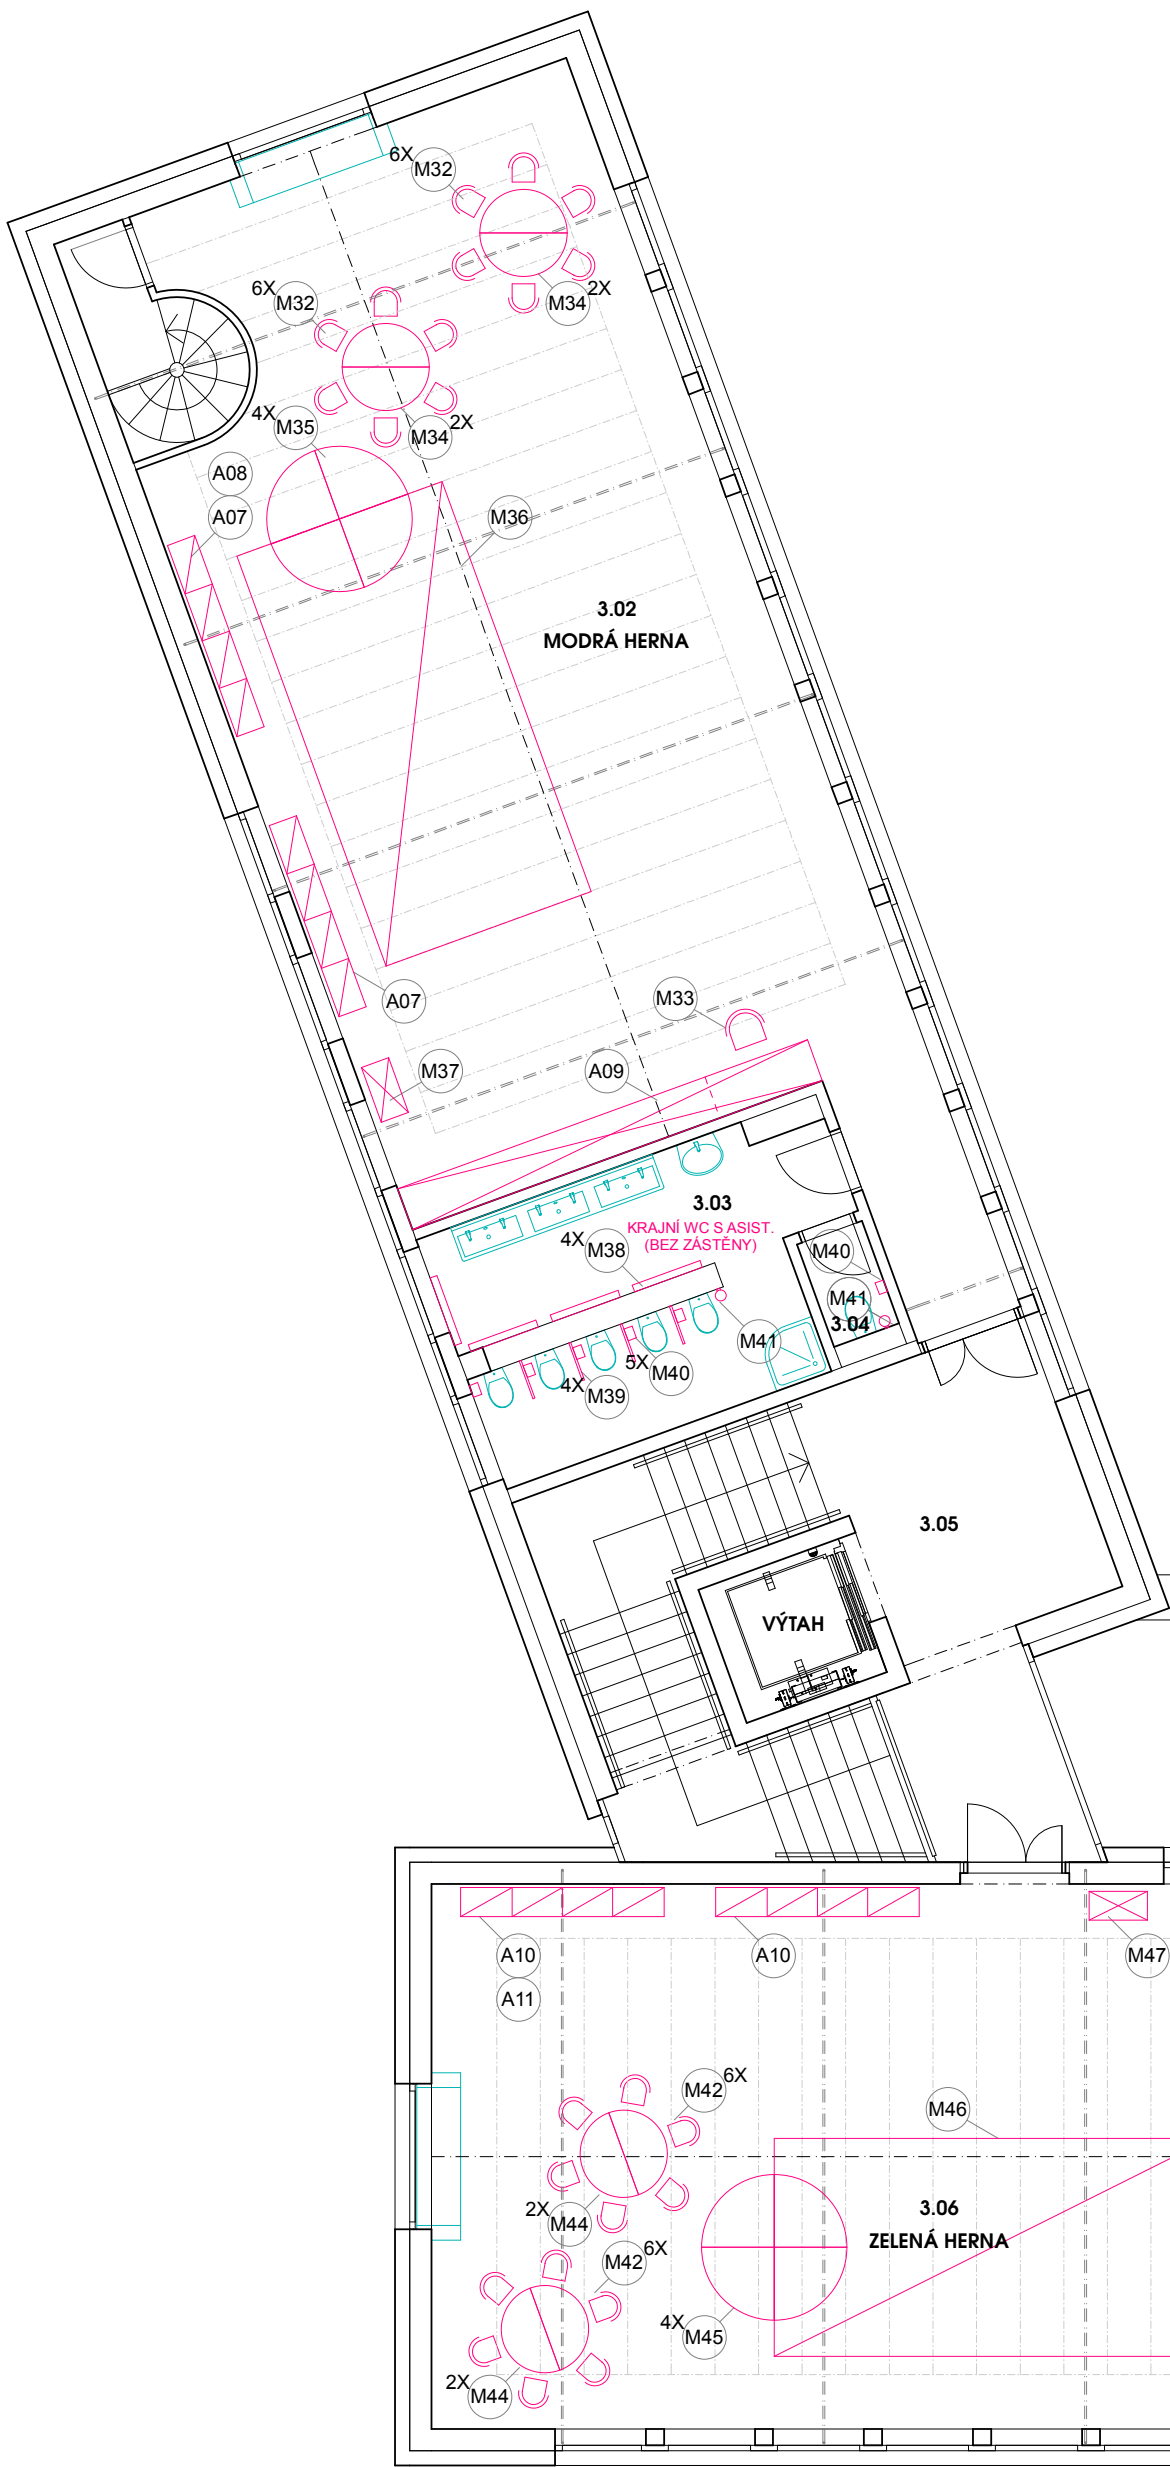 6X
M32
6X
M32
M34
2X
4X
M35
M34
2X
A08
A07
M36
3.02
MODRÁ HERNA
A07
M33
M37
A09
3.03
KRAJNÍ WC S ASIST.
(BEZ ZÁSTĚNY)
4X
M38
M40
M41
3.04
M41
5X
M40
4X
M39
3.05
VÝTAH
A10
A10
M47
A11
M42
6X
M46
2X
M44
3.06
ZELENÁ HERNA
M42
6X
4X
M45
2X
M44